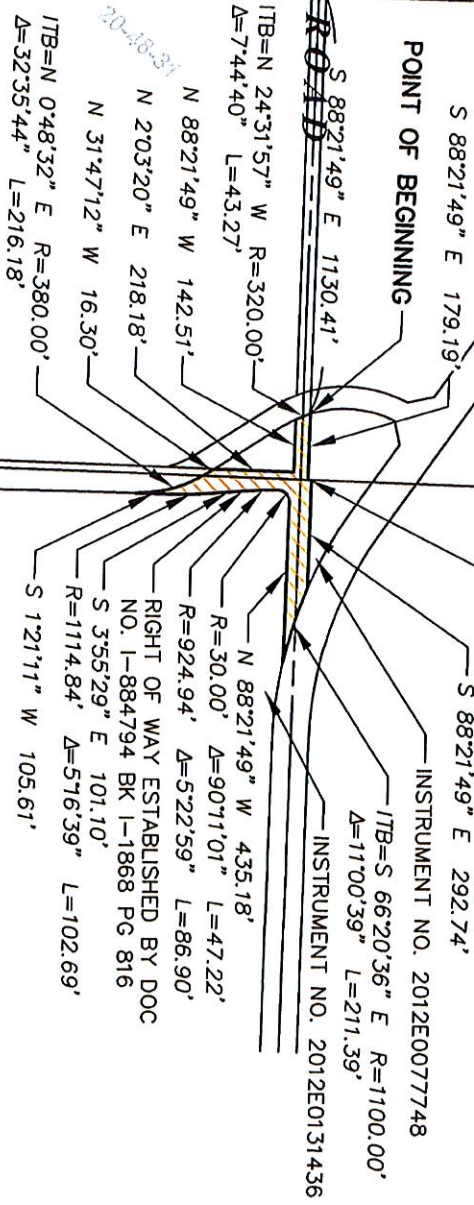 S 88°21'49" E 179.19'
POINT OF BEGINNING
S 88°21'49" E 1130.41'
ROAD
ITB=N 24°31'57" W R=320.00'
Δ=7°44'40" L=43.27'
20-48-31
N 88°21'49" W 142.51'
N 2°03'20" E 218.18'
N 31°47'12" W 16.30'
ITB=N 0°48'32" E R=380.00'
Δ=32°35'44" L=216.18'
S 88°21'49" E 292.74'
INSTRUMENT NO. 2012E0077748
ITB=S 66°20'36" E R=1100.00'
Δ=11°00'39" L=211.39'
INSTRUMENT NO. 2012E0131436
N 88°21'49" W 435.18'
R=30.00' Δ=90°11'01" L=47.22'
R=924.94' Δ=5°22'59" L=86.90'
RIGHT OF WAY ESTABLISHED BY DOC
NO. I-884794 BK I-1868 PG 816
S 3°55'29" E 101.10'
R=1114.84' Δ=5°16'39" L=102.69'
S 1°21'11" W 105.61'